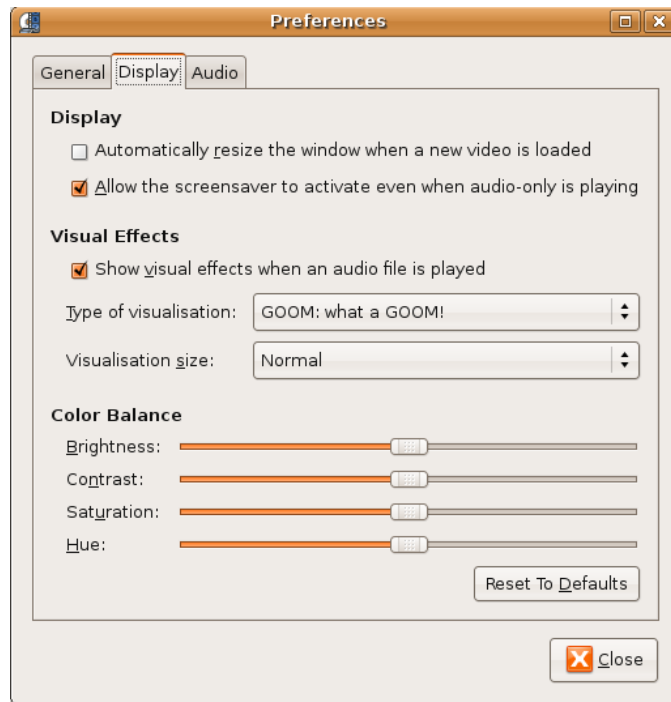 Preferences
General Display Audio
Display
Automatically resize the window when a new video is loaded
Allow the screensaver to activate even when audio-only is playing
Visual Effects
Show visual effects when an audio file is played
Type of visualisation: GOOM: what a GOOM!
Visualisation size: Normal
Color Balance
Brightness:
Contrast:
Saturation:
Hue:
Reset To Defaults
Close